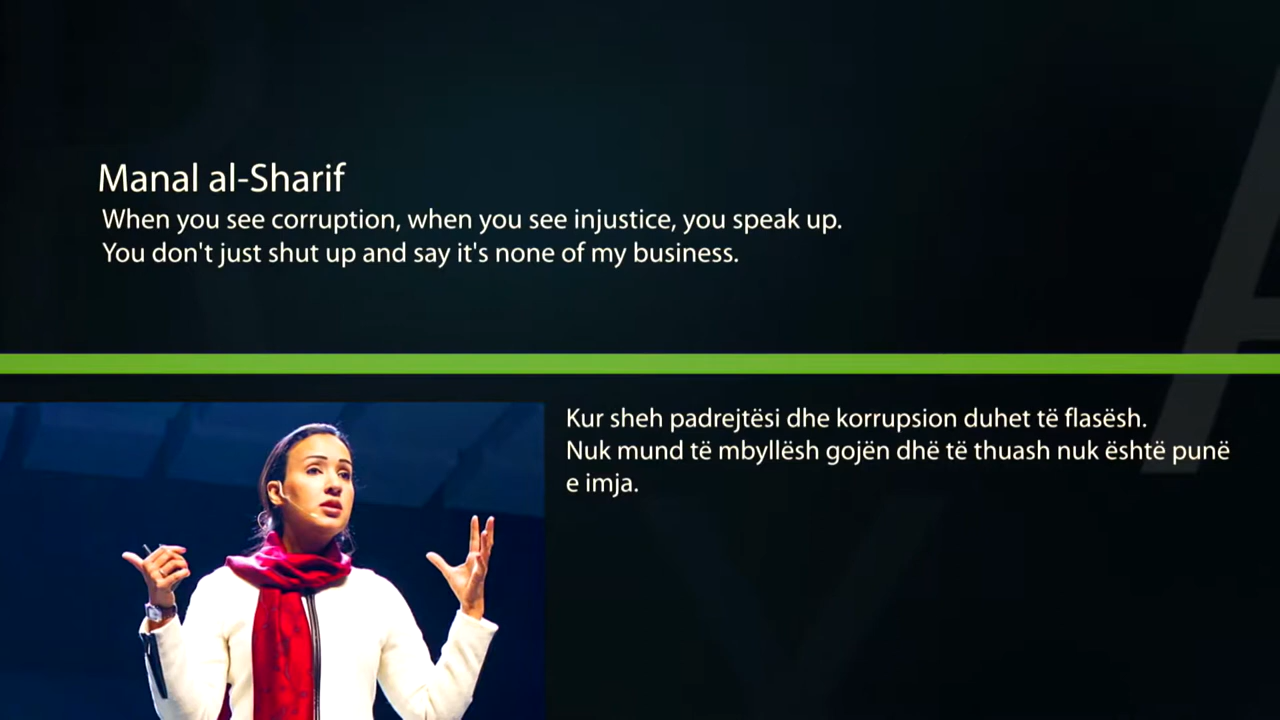 Manal al-Sharif
When you see corruption, when you see injustice, you speak up.
You don't just shut up and say it's none of my business.
Kur sheh padrejtësi dhe korrupsion duhet të flasësh.
Nuk mund të mbyllësh gojën dhë të thuash nuk është punë
e imja.